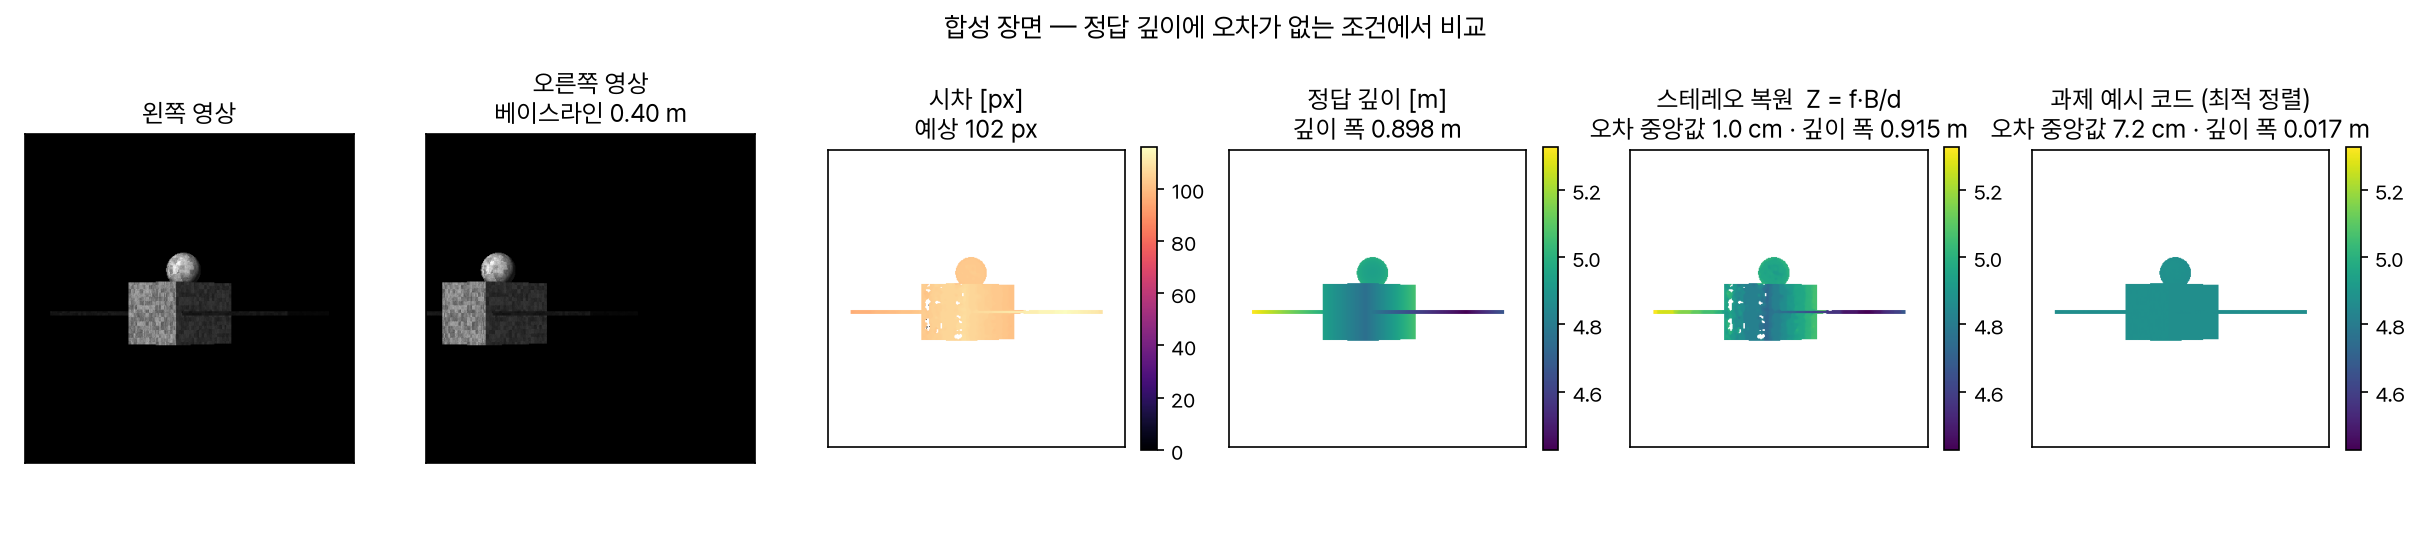 합성 장면 — 정답 깊이에 오차가 없는 조건에서 비교
왼쪽 영상
오른쪽 영상
베이스라인 0.40 m
시차 [px]
예상 102 px
100
80
60
40
20
0
정답 깊이 [m]
깊이 폭 0.898 m
5.2
5.0
4.8
4.6
스테레오 복원  Z = f·B/d
오차 중앙값 1.0 cm · 깊이 폭 0.915 m
5.2
5.0
4.8
4.6
과제 예시 코드 (최적 정렬)
오차 중앙값 7.2 cm · 깊이 폭 0.017 m
5.2
5.0
4.8
4.6